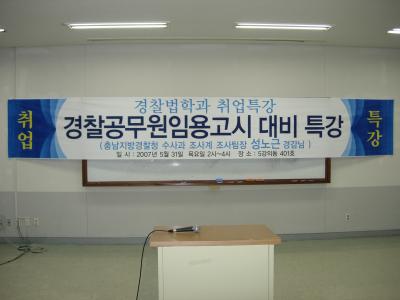 취업
경찰법학과 취업특강
경찰공무원임용고시 대비 특강
( 충남지방경찰청 수사과 조사계 조사팀장 성노근 경감님 )
일 시 : 2007년 5월 31일 목요일 2시~4시 장 소 : 5강의동 401호
특강